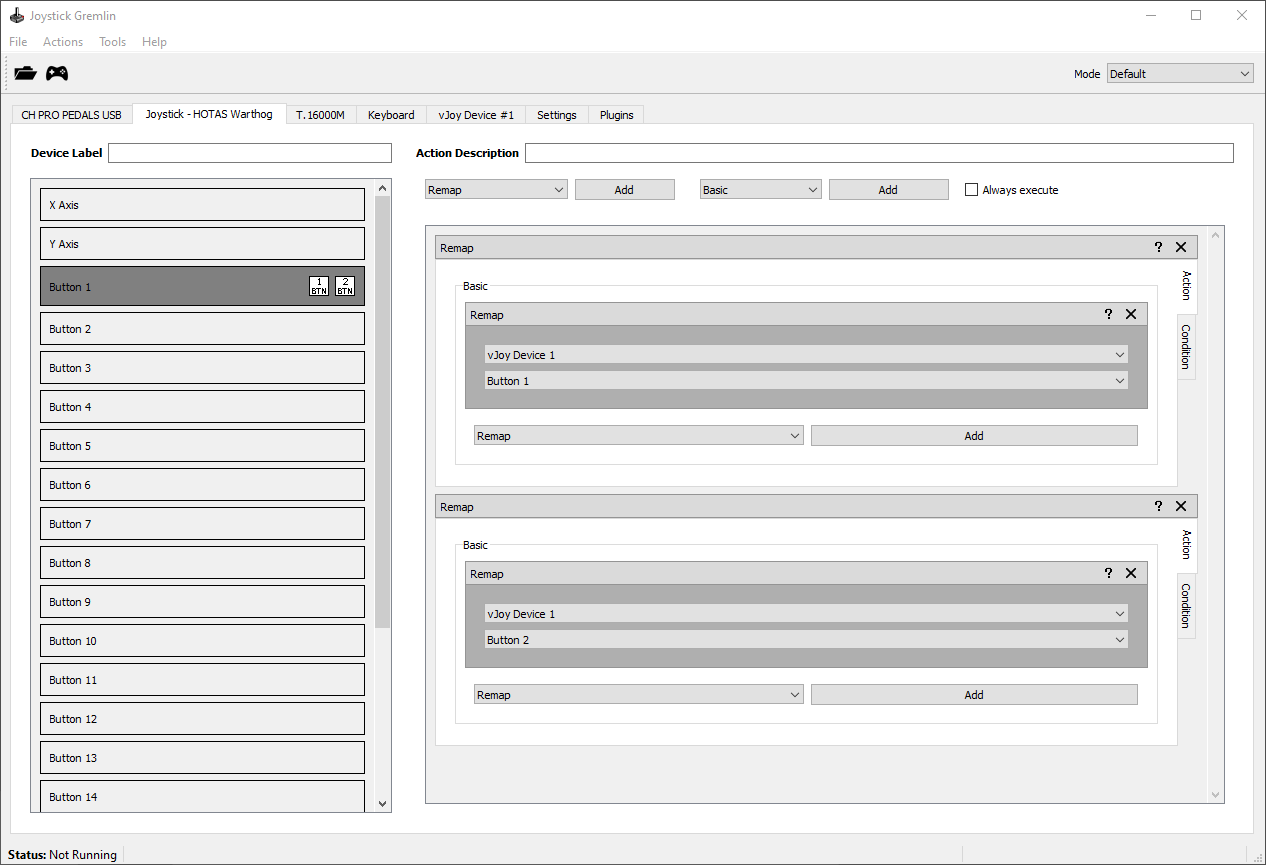 Joystick Gremlin
File Actions Tools Help
Mode Default
CH PRO PEDALS USB Joystick - HOTAS Warthog T.16000M Keyboard vJoy Device #1 Settings Plugins
Device Label Action Description
Remap Add Basic Add Always execute
X Axis
Y Axis
Button 1 1 BTN 2 BTN
Button 2
Button 3
Button 4
Button 5
Button 6
Button 7
Button 8
Button 9
Button 10
Button 11
Button 12
Button 13
Button 14
Remap ?
Action
Condition
Basic
Remap ?
vJoy Device 1
Button 1
Remap Add
Remap ?
Action
Condition
Basic
Remap ?
vJoy Device 1
Button 2
Remap Add
Status: Not Running